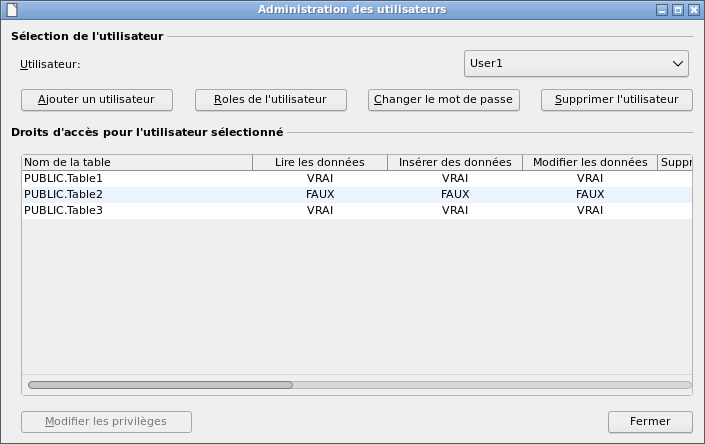 Administration des utilisateurs
Sélection de l'utilisateur
Utilisateur: User1
Ajouter un utilisateur Roles de l'utilisateur Changer le mot de passe Supprimer l'utilisateur
Droits d'accès pour l'utilisateur sélectionné
Nom de la table Lire les données Insérer des données Modifier les données Suppr
PUBLIC.Table1 VRAI VRAI VRAI
PUBLIC.Table2 FAUX FAUX FAUX
PUBLIC.Table3 VRAI VRAI VRAI
Modifier les privilèges Fermer